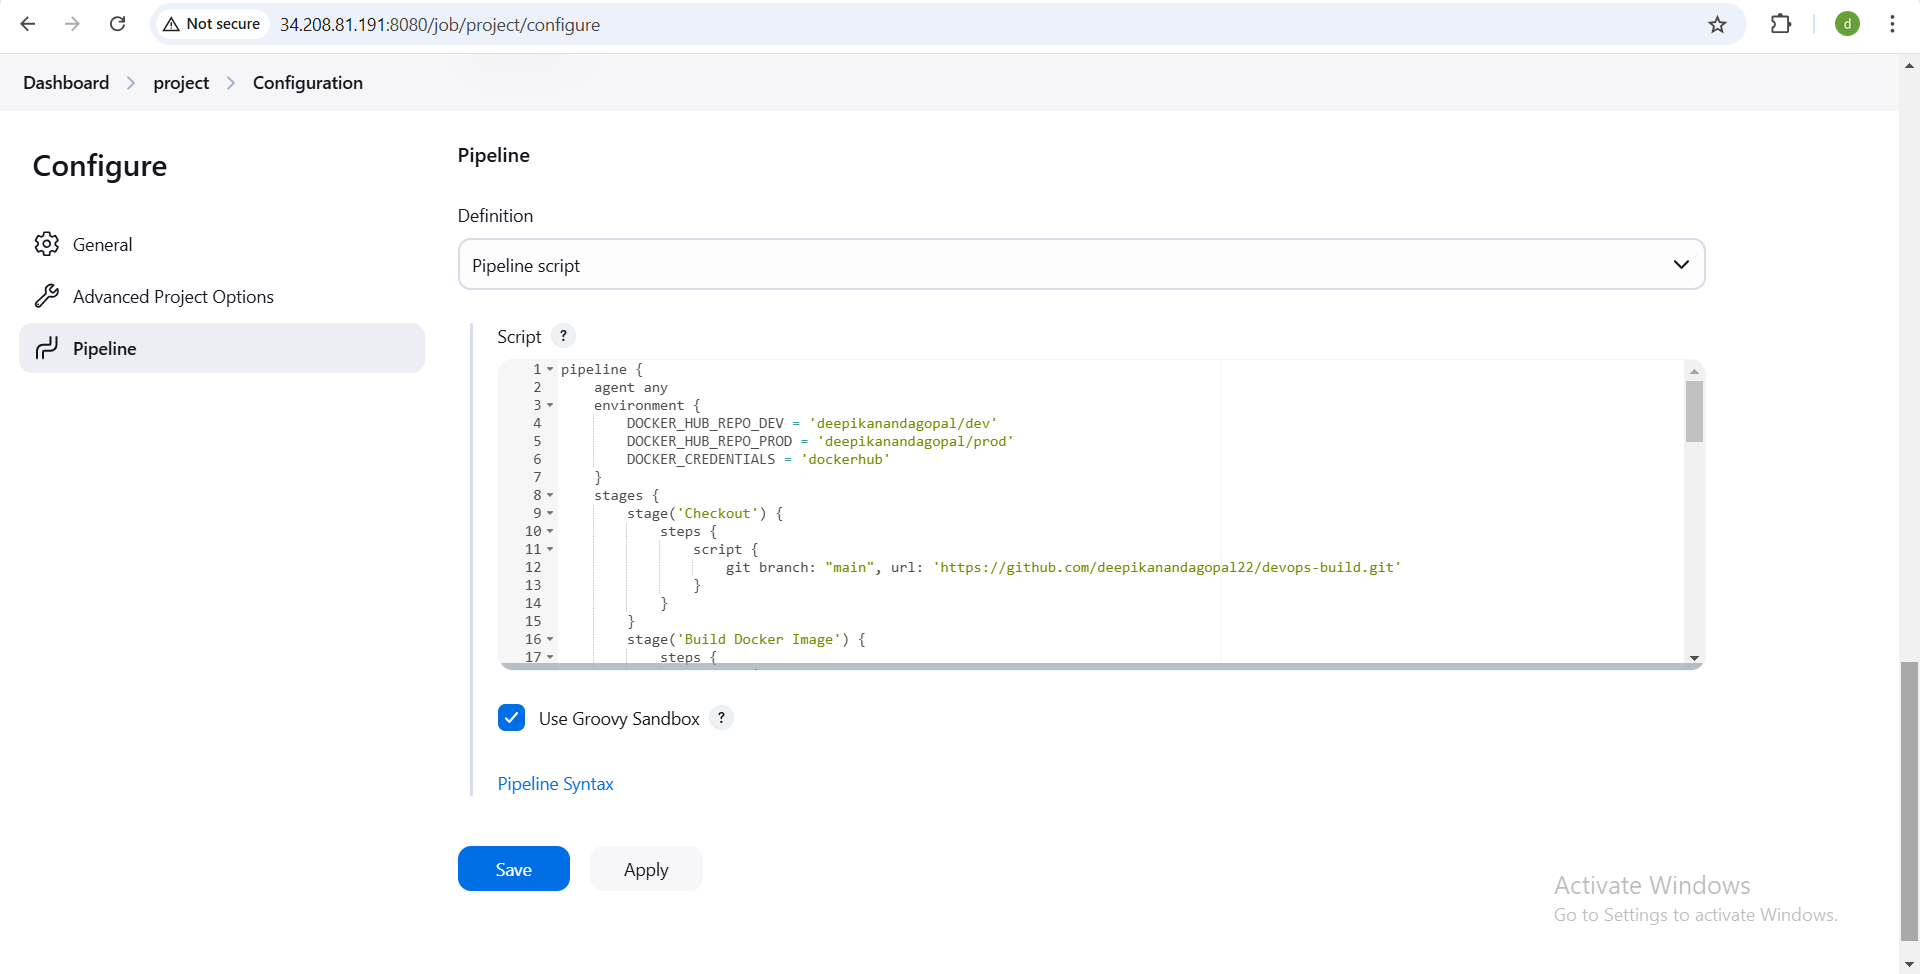 Not secure 34.208.81.191:8080/job/project/configure
d
Dashboard project Configuration
Configure
General
Advanced Project Options
Pipeline
Pipeline
Definition
Pipeline script
Script ?
1 pipeline {
2 agent any
3 environment {
4 DOCKER_HUB_REPO_DEV = 'deepikanandagopal/dev'
5 DOCKER_HUB_REPO_PROD = 'deepikanandagopal/prod'
6 DOCKER_CREDENTIALS = 'dockerhub'
7 }
8 stages {
9 stage('Checkout') {
10 steps {
11 script {
12 git branch: "main", url: 'https://github.com/deepikanandagopal22/devops-build.git'
13 }
14 }
15 }
16 stage('Build Docker Image') {
17 steps {
Use Groovy Sandbox ?
Pipeline Syntax
Save Apply
Activate Windows
Go to Settings to activate Windows.